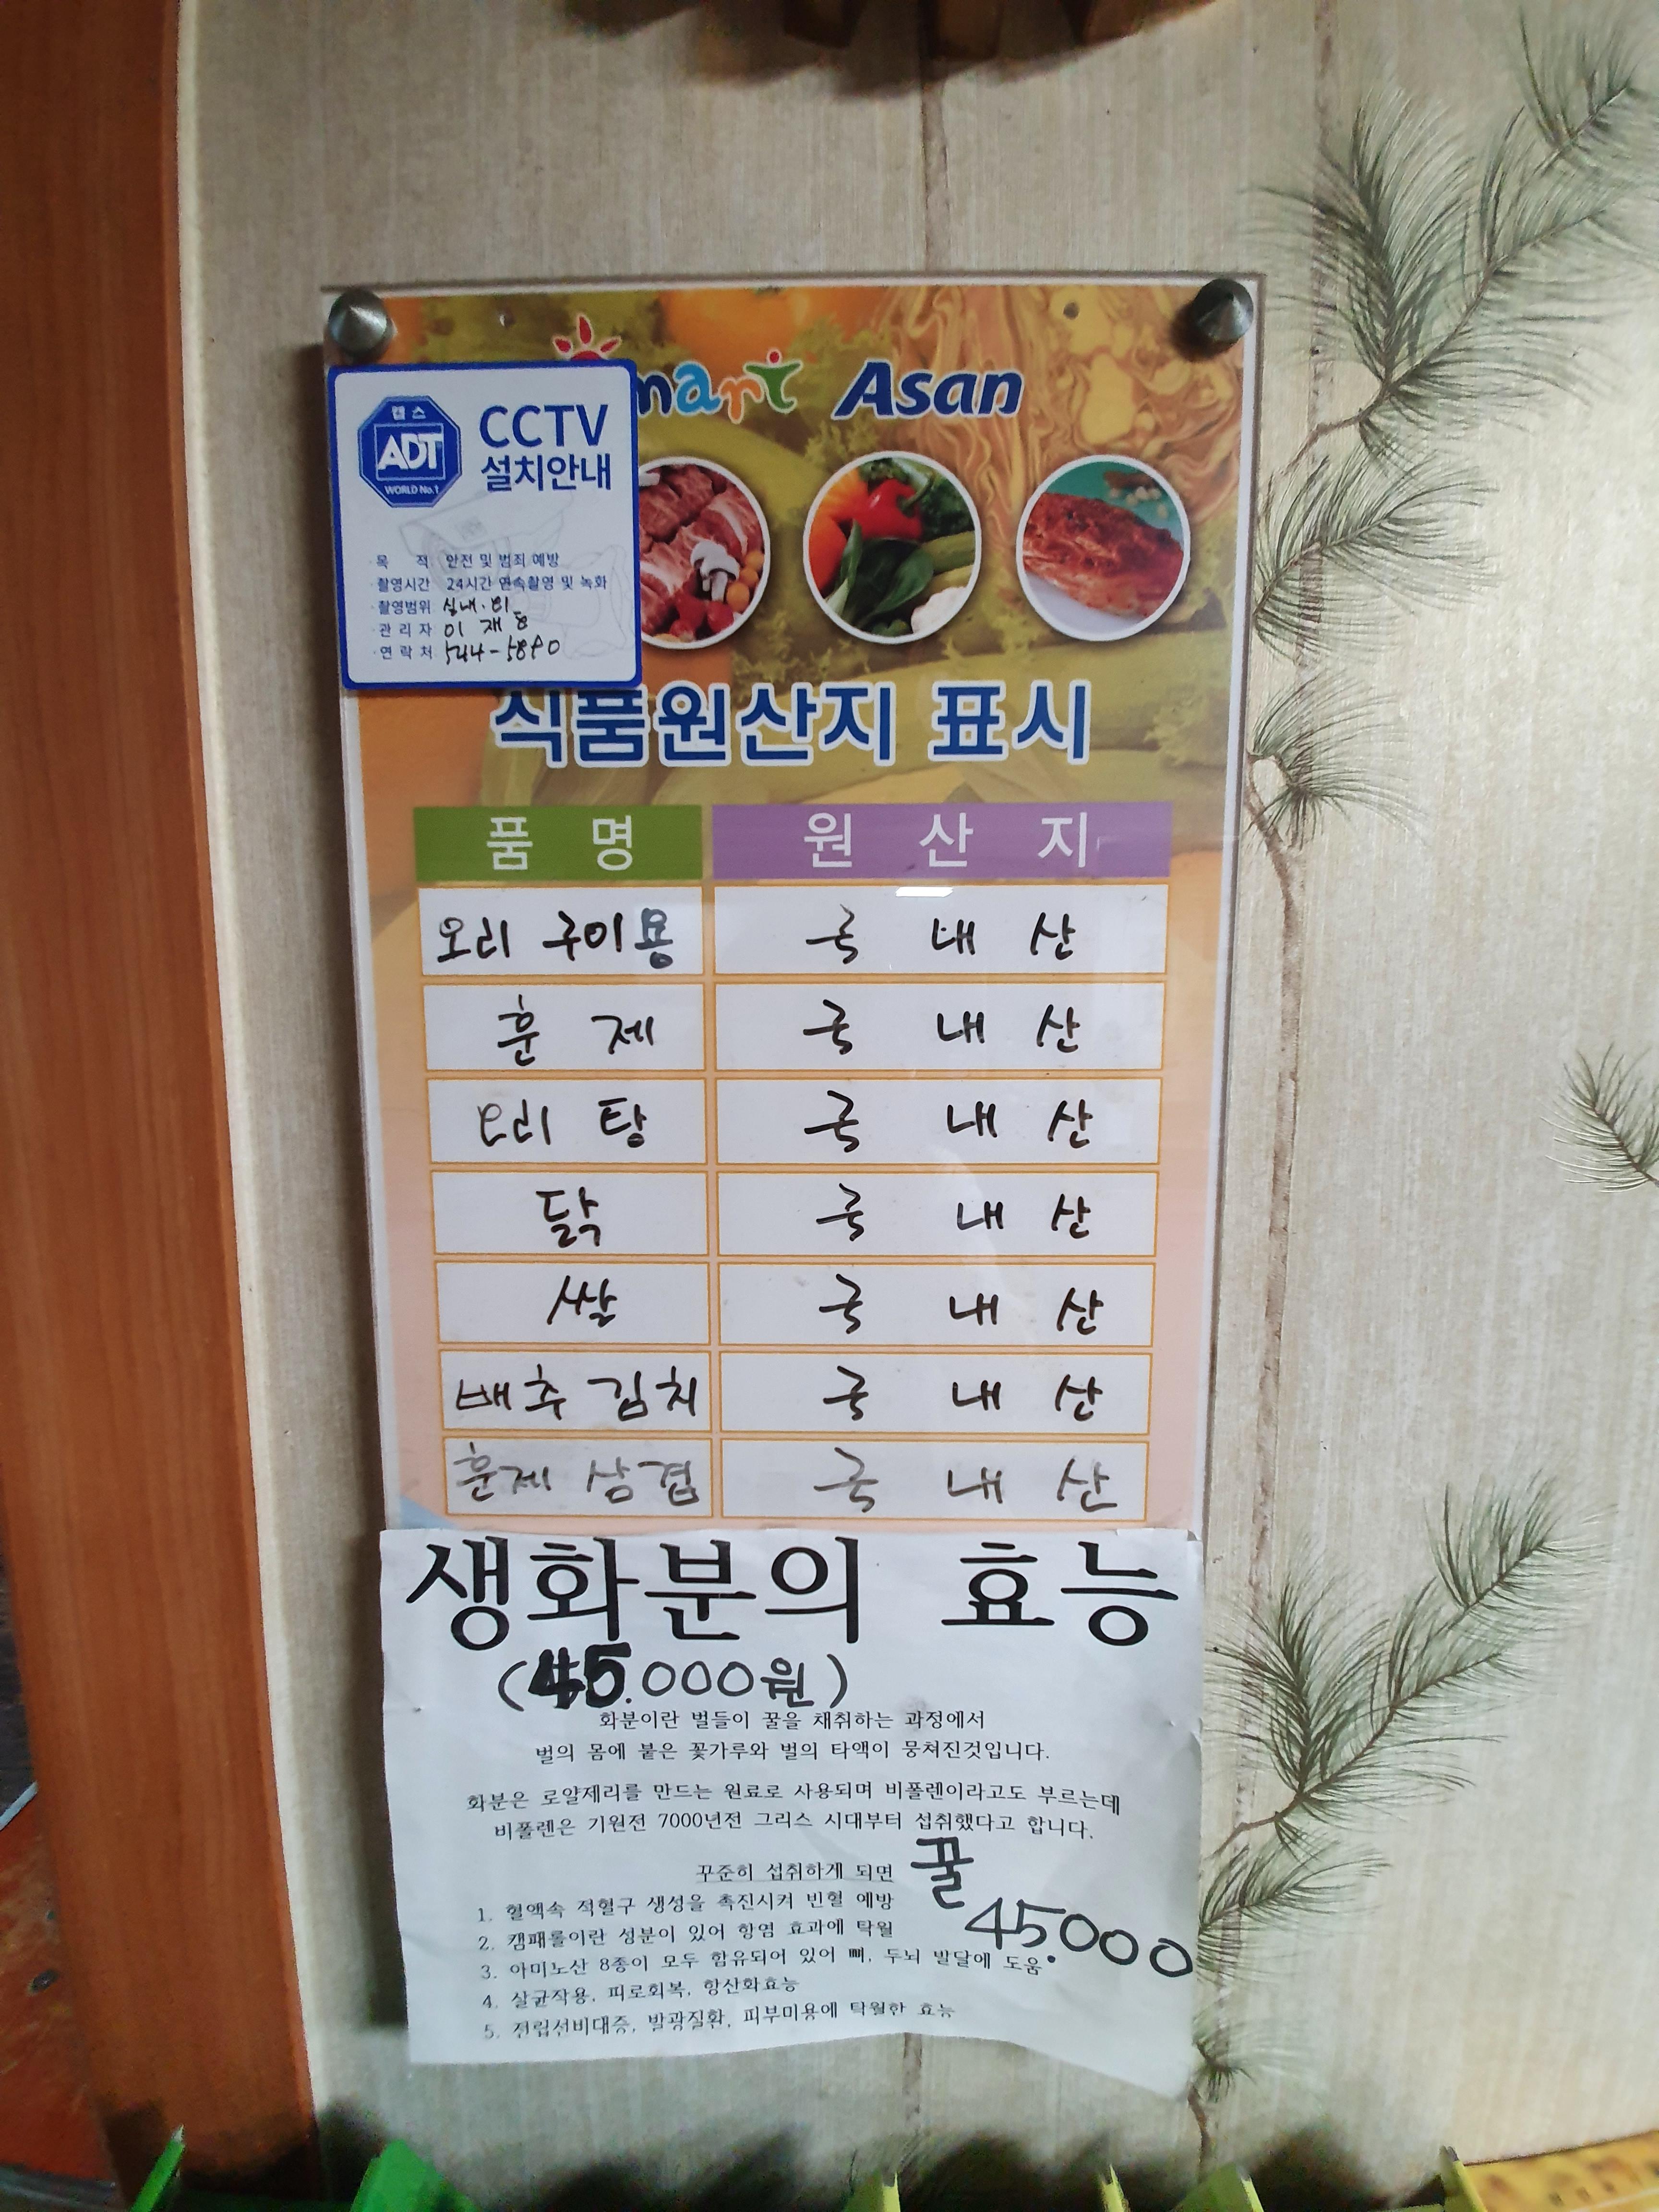 mart Asan
캡스
ADT
WORLD No.1
CCTV
설치안내
목 적 안전 및 범죄 예방
촬영시간 24시간 연속촬영 및 녹화
촬영범위 실내·외
관리자 이재용
연락처
식품원산지 표시
품 명 원 산 지
오리 구이용 국 내 산
훈 제 국 내 산
오리 탕 국 내 산
닭 국 내 산
쌀 국 내 산
배추 김치 국 내 산
훈제 삼겹 국 내 산
생화분의 효능
(45.000원)
화분이란 벌들이 꿀을 채취하는 과정에서
벌의 몸에 붙은 꽃가루와 벌의 타액이 뭉쳐진것입니다.
화분은 로얄제리를 만드는 원료로 사용되며 비폴렌이라고도 부르는데
비폴렌은 기원전 7000년전 그리스 시대부터 섭취했다고 합니다.
꾸준히 섭취하게 되면
1. 혈액속 적혈구 생성을 촉진시켜 빈혈 예방
2. 캠패롤이란 성분이 있어 항염 효과에 탁월
3. 아미노산 8종이 모두 함유되어 있어 뼈, 두뇌 발달에 도움
4. 살균작용, 피로회복, 항산화효능
5. 전립선비대증, 발광질환, 피부미용에 탁월한 효능
꿀
45.000